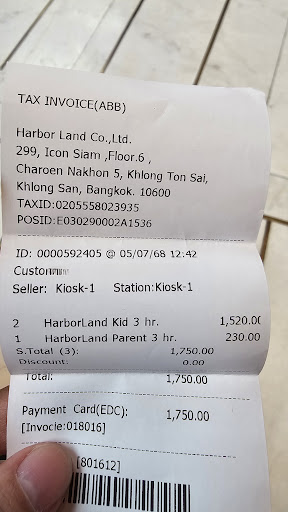 TAX INVOICE(ABB)
Harbor Land Co.,Ltd.
299, Icon Siam ,Floor.6 ,
Charoen Nakhon 5, Khlong Ton Sai,
Khlong San, Bangkok. 10600
TAXID:0205558023935
POSID:E030290002A1536
ID: 0000592405 @ 05/07/68 12:42
Seller: Kiosk-1 Station:Kiosk-1
2 HarborLand Kid 3 hr. 1,520.00
1 HarborLand Parent 3 hr. 230.00
S.Total (3): 1,750.00
Discount: 0.00
Total: 1,750.00
Payment Card(EDC): 1,750.00
[Invocie:018016]
[801612]